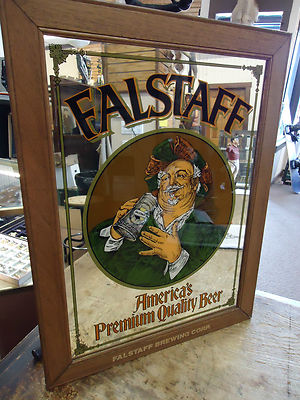 FALSTAFF
America's
Premium Quality Beer
FALSTAFF BREWING CORP.